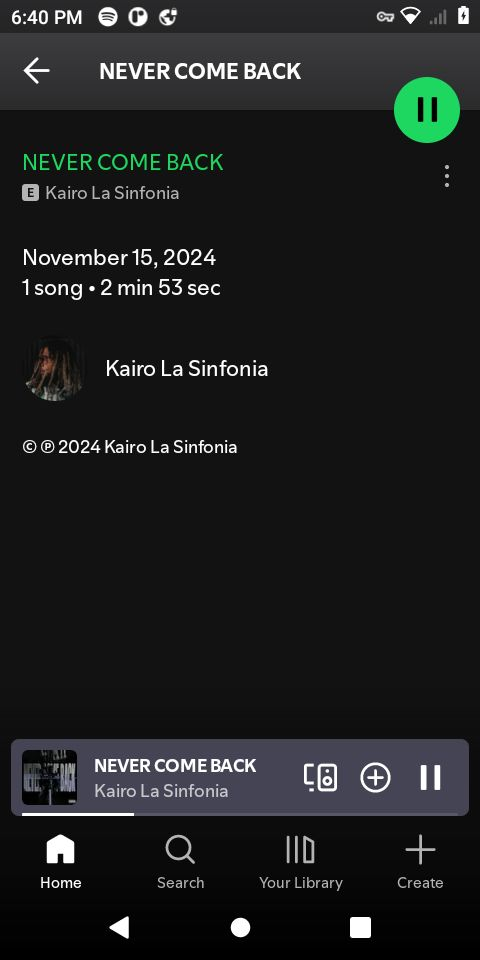 6:40 PM
NEVER COME BACK
NEVER COME BACK
E Kairo La Sinfonia
November 15, 2024
1 song • 2 min 53 sec
Kairo La Sinfonia
© ℗ 2024 Kairo La Sinfonia
NEVER COME BACK
Kairo La Sinfonia
Home
Search
Your Library
Create